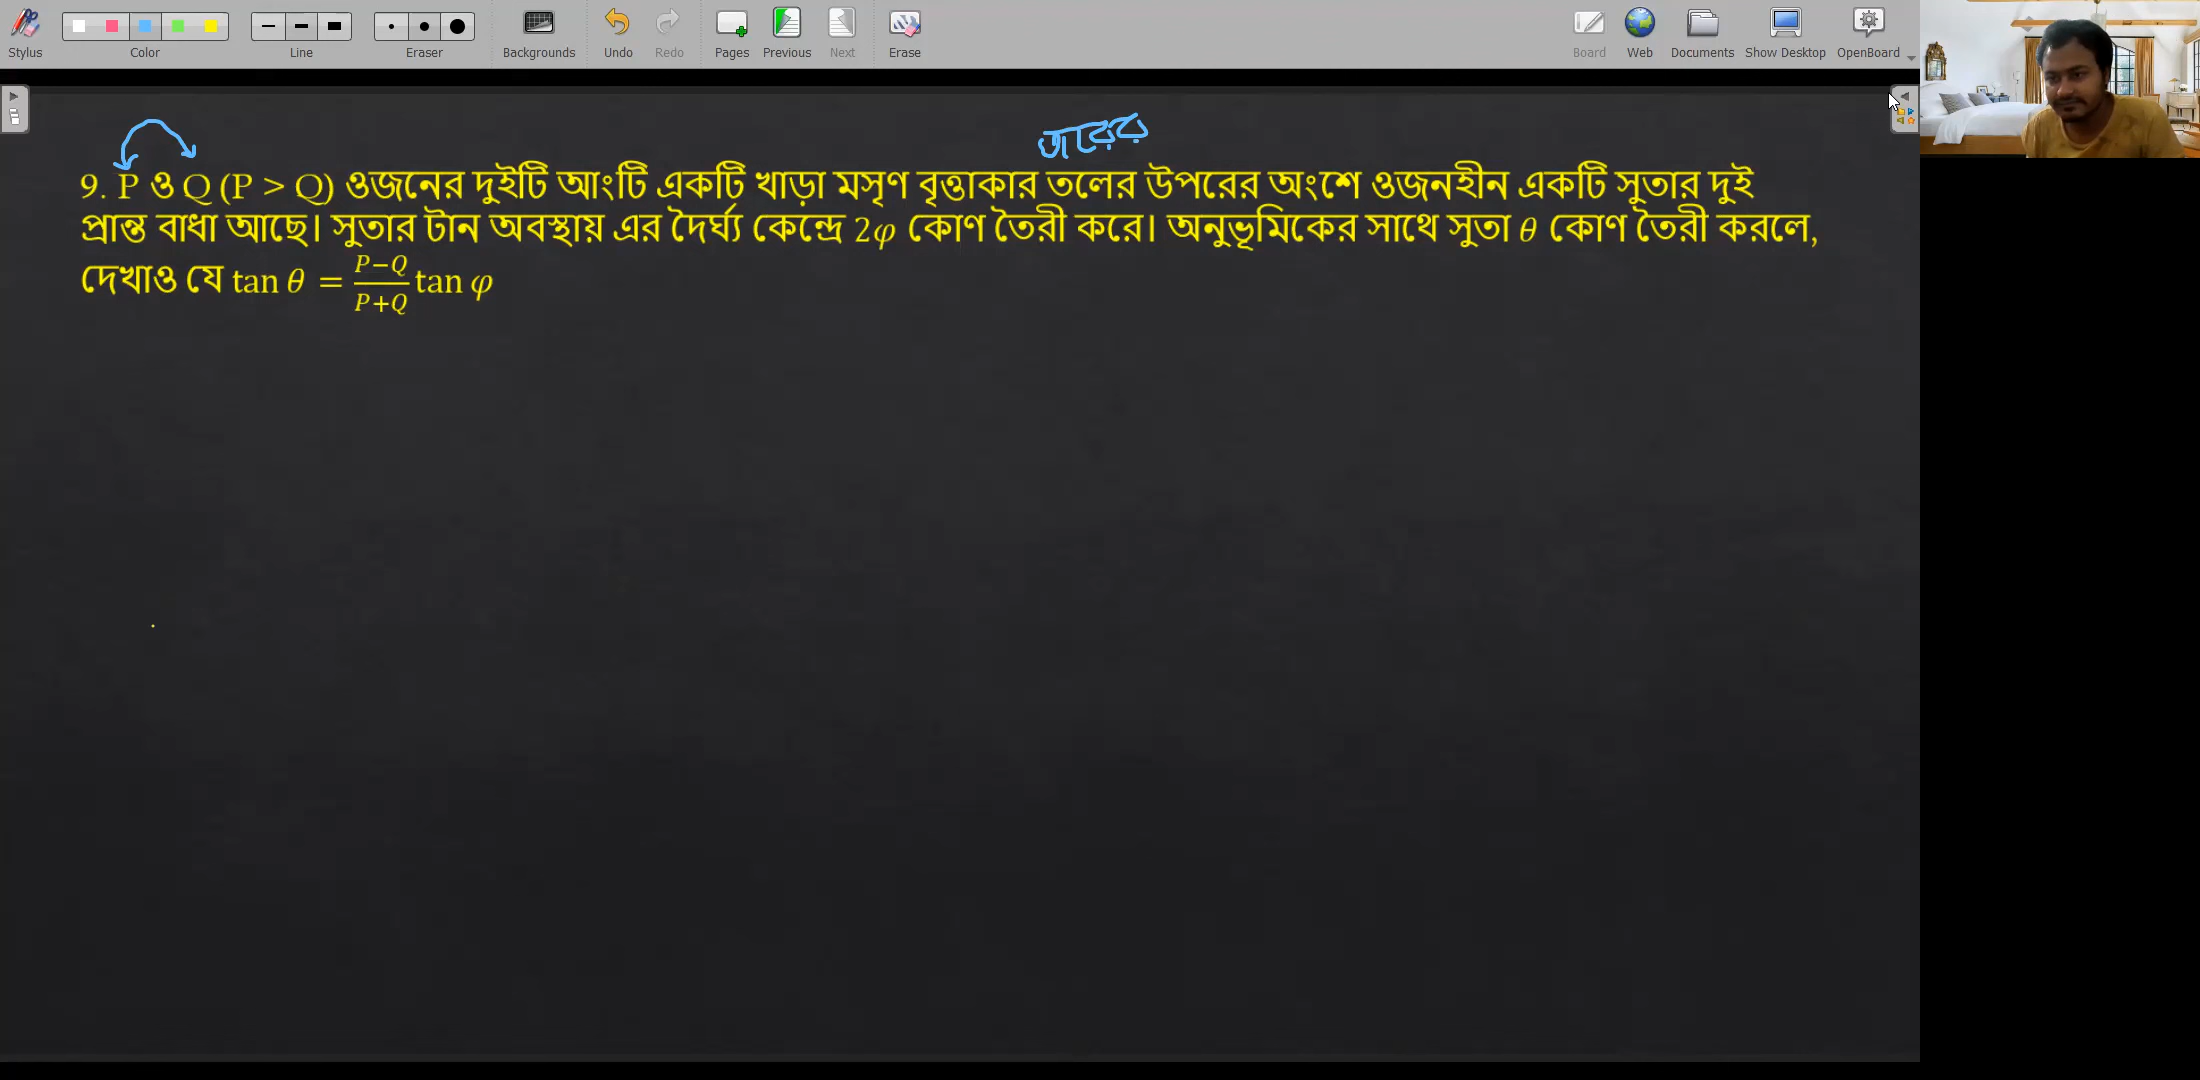 Stylus Color Line Eraser Backgrounds Undo Redo Pages Previous Next Erase Board Web Documents Show Desktop OpenBoard
তারের
9. P ও Q (P > Q) ওজনের দুইটি আংটি একটি খাড়া মসৃণ বৃত্তাকার তলের উপরের অংশে ওজনহীন একটি সুতার দুই
প্রান্ত বাধা আছে। সুতার টান অবস্থায় এর দৈর্ঘ্য কেন্দ্রে 2φ কোণ তৈরী করে। অনুভূমিকের সাথে সুতা θ কোণ তৈরী করলে,
দেখাও যে tan θ = \frac{P-Q}{P+Q} tan φ